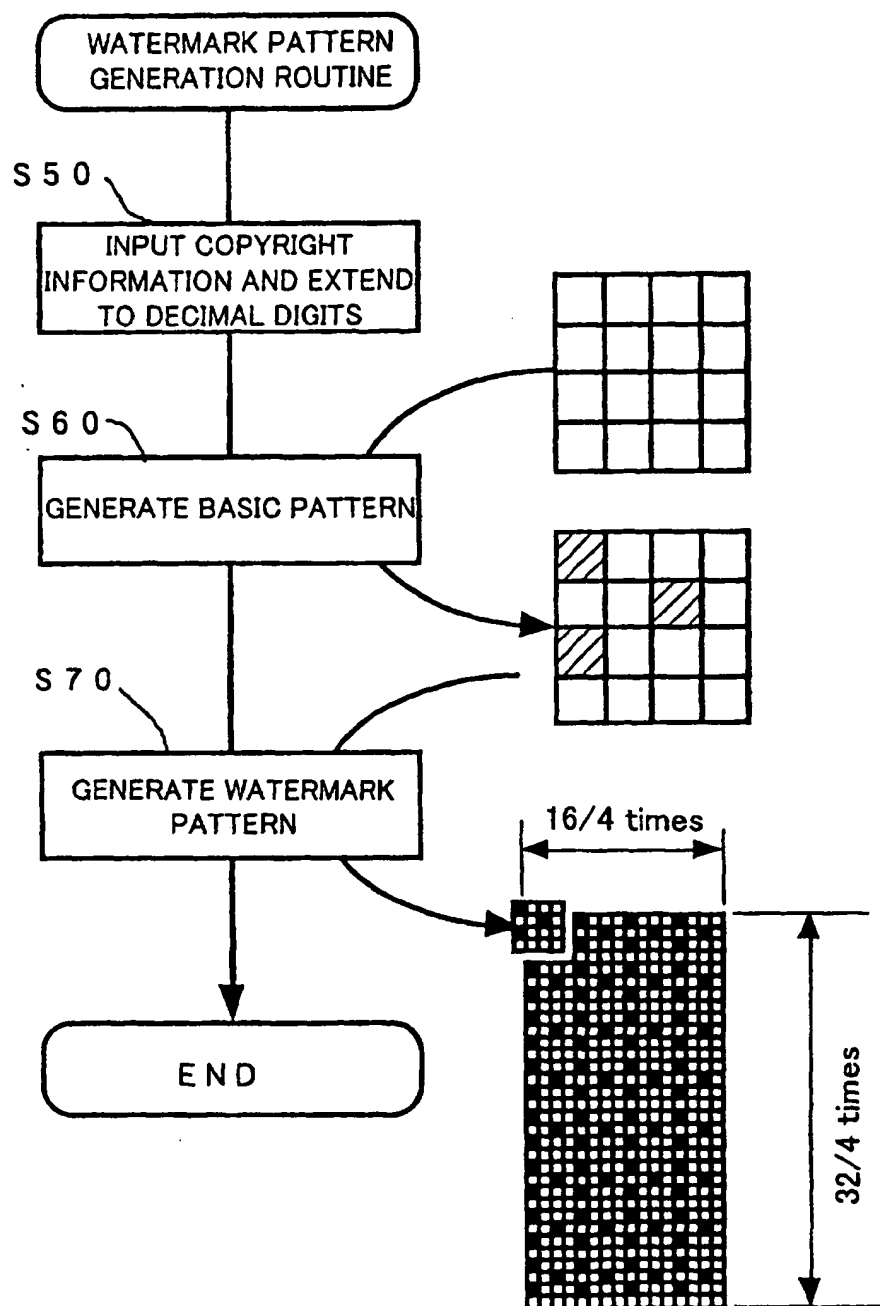 WATERMARK PATTERN
GENERATION ROUTINE
S 5 0
INPUT COPYRIGHT
INFORMATION AND EXTEND
TO DECIMAL DIGITS
S 6 0
GENERATE BASIC PATTERN
S 7 0
GENERATE WATERMARK
PATTERN
16/4 times
32/4 times
END